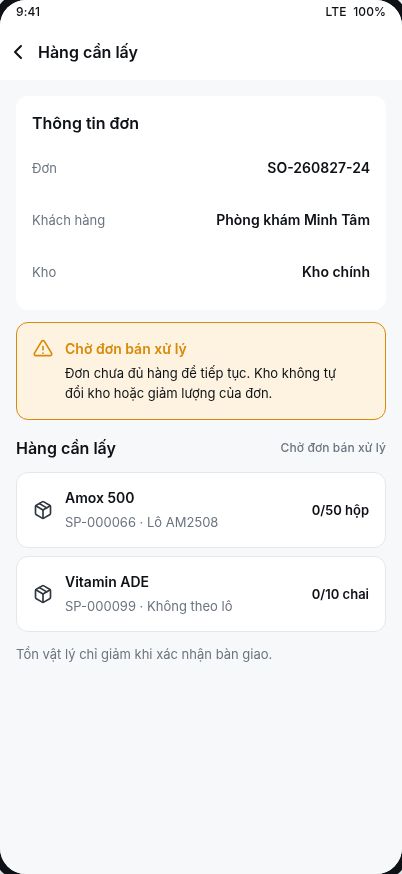 9:41
LTE 100%
Hàng cần lấy
Thông tin đơn
Đơn
SO-260827-24
Khách hàng
Phòng khám Minh Tâm
Kho
Kho chính
Chờ đơn bán xử lý
Đơn chưa đủ hàng để tiếp tục. Kho không tự
đổi kho hoặc giảm lượng của đơn.
Hàng cần lấy
Chờ đơn bán xử lý
Amox 500
SP-000066 · Lô AM2508
0/50 hộp
Vitamin ADE
SP-000099 · Không theo lô
0/10 chai
Tồn vật lý chỉ giảm khi xác nhận bàn giao.